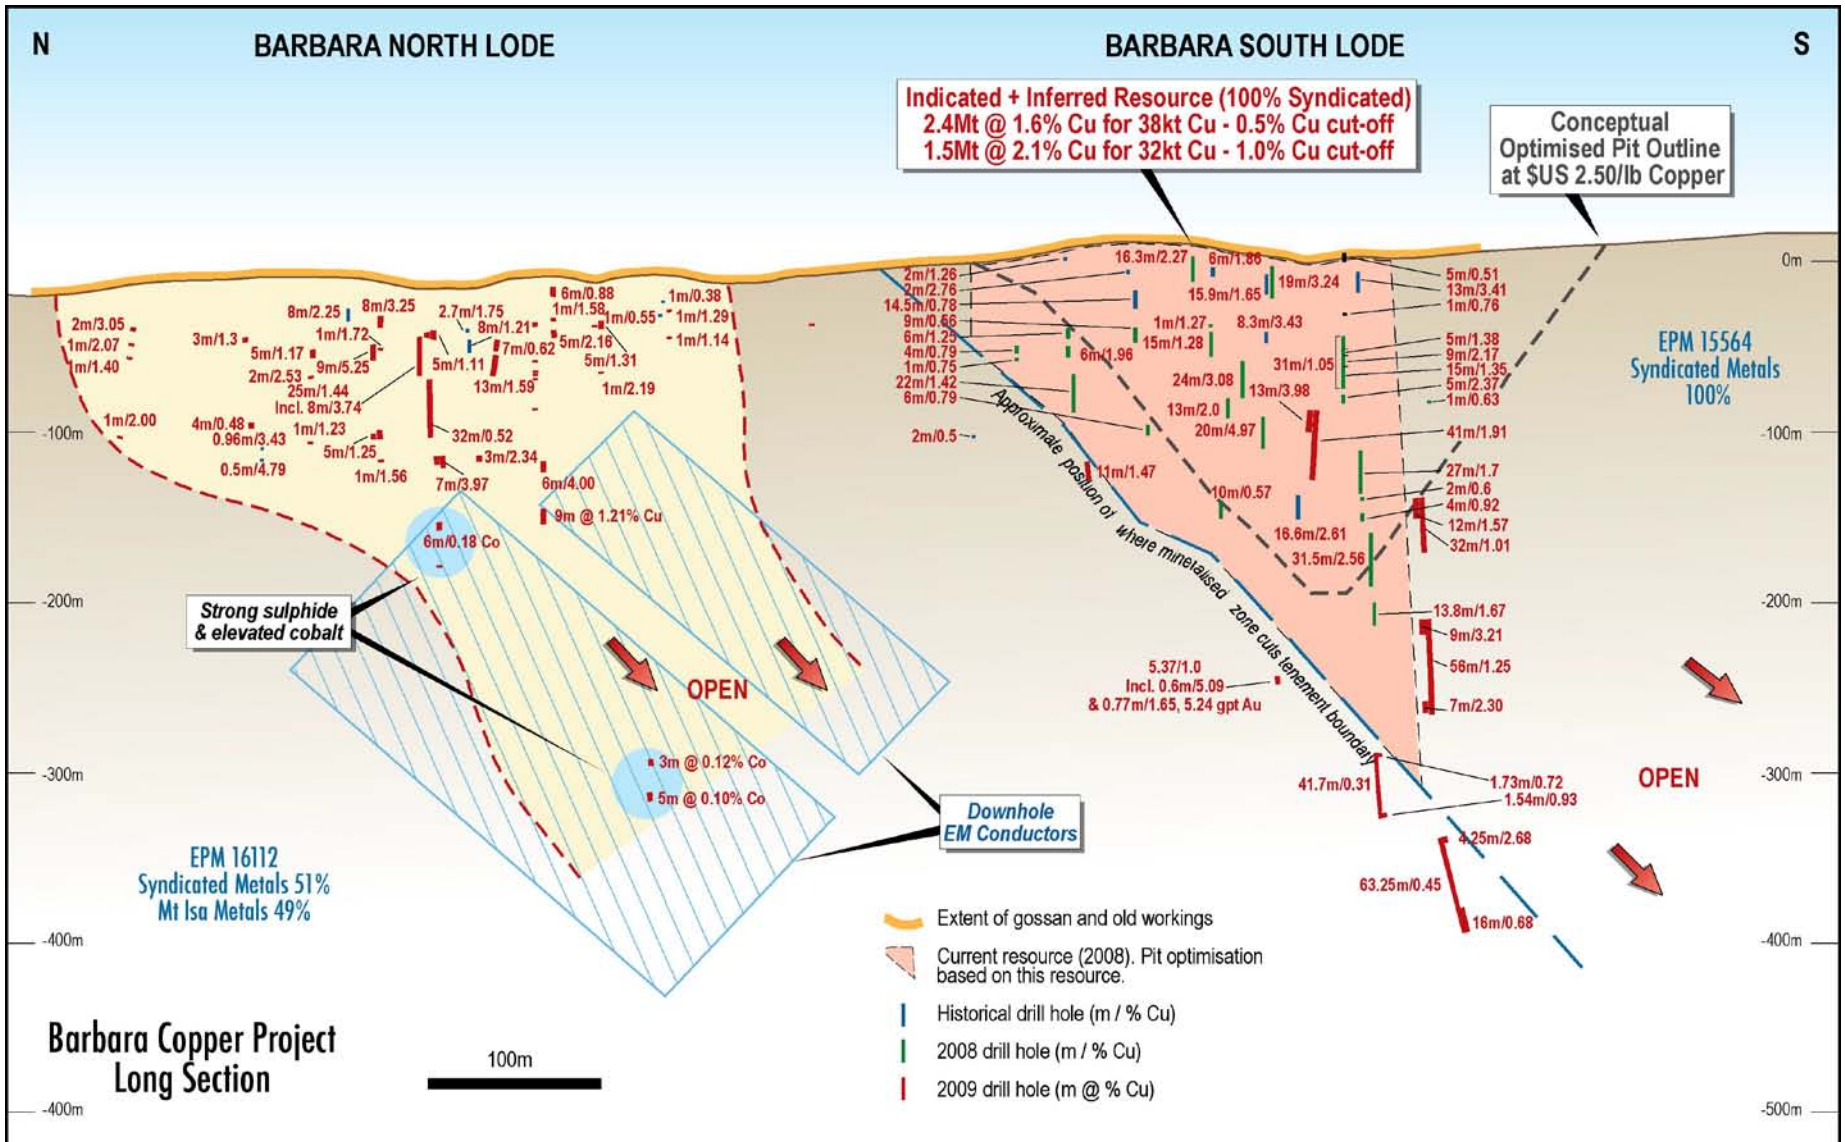 N
BARBARA NORTH LODE
BARBARA SOUTH LODE
S
Indicated + Inferred Resource (100% Syndicated)
2.4Mt @ 1.6% Cu for 38kt Cu - 0.5% Cu cut-off
1.5Mt @ 2.1% Cu for 32kt Cu - 1.0% Cu cut-off
Conceptual
Optimised Pit Outline
at $US 2.50/lb Copper
2m/3.05
1m/2.07
1m/1.40
1m/2.00
3m/1.3
8m/2.25
8m/3.25
1m/1.72
5m/1.17
9m/5.25
2m/2.53
25m/1.44
Incl. 8m/3.74
4m/0.48
0.96m/3.43
0.5m/4.79
1m/1.23
5m/1.25
1m/1.56
2.7m/1.75
8m/1.21
7m/0.62
5m/1.11
13m/1.59
32m/0.52
3m/2.34
7m/3.97
6m/4.00
9m @ 1.21% Cu
6m/0.88
1m/1.58
1m/0.55
5m/2.16
5m/1.31
1m/2.19
1m/0.38
1m/1.29
1m/1.14
6m/0.18 Co
Strong sulphide
& elevated cobalt
OPEN
3m @ 0.12% Co
5m @ 0.10% Co
Downhole
EM Conductors
EPM 16112
Syndicated Metals 51%
Mt Isa Metals 49%
2m/1.26
2m/2.76
14.5m/0.78
9m/0.66
6m/1.25
4m/0.79
1m/0.75
22m/1.42
6m/0.79
2m/0.5
16.3m/2.27
6m/1.86
15.9m/1.65
19m/3.24
1m/1.27
15m/1.28
8.3m/3.43
6m/1.96
24m/3.08
31m/1.05
13m/3.98
13m/2.0
20m/4.97
11m/1.47
10m/0.57
16.6m/2.61
31.5m/2.56
5m/0.51
13m/3.41
1m/0.76
5m/1.38
9m/2.17
15m/1.35
5m/2.37
1m/0.63
41m/1.91
27m/1.7
2m/0.6
4m/0.92
12m/1.57
32m/1.01
13.8m/1.67
9m/3.21
56m/1.25
7m/2.30
Approximate position of where mineralised zone cuts tenement boundary
5.37/1.0
Incl. 0.6m/5.09
& 0.77m/1.65, 5.24 gpt Au
41.7m/0.31
1.73m/0.72
1.54m/0.93
4.25m/2.68
63.25m/0.45
16m/0.68
OPEN
EPM 15564
Syndicated Metals
100%
-100m
-200m
-300m
-400m
-400m
0m
-100m
-200m
-300m
-400m
-500m
Extent of gossan and old workings
Current resource (2008). Pit optimisation
based on this resource.
Historical drill hole (m / % Cu)
2008 drill hole (m / % Cu)
2009 drill hole (m @ % Cu)
Barbara Copper Project
Long Section
100m